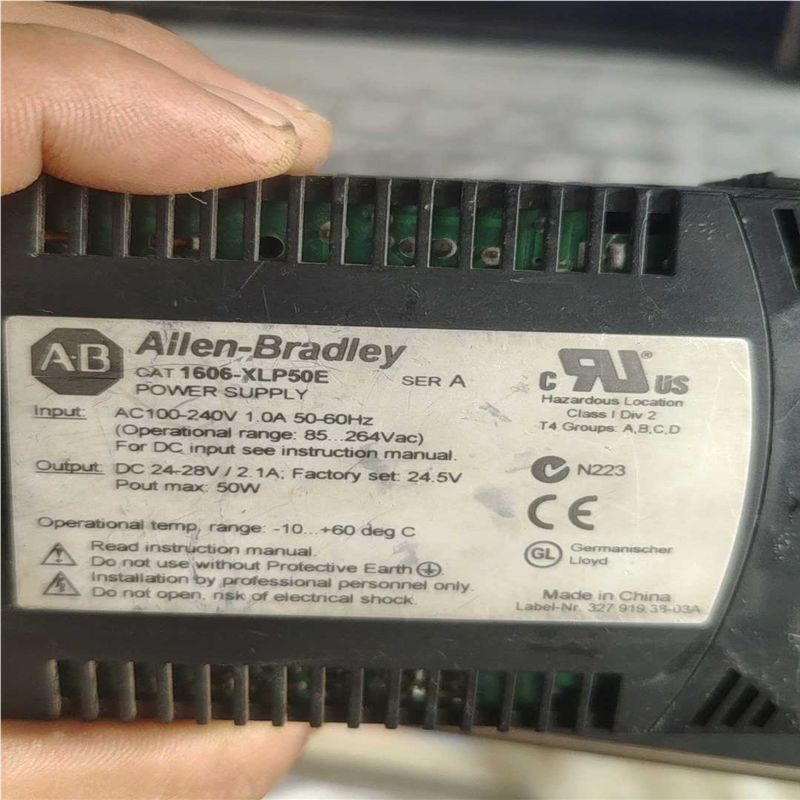 A·B Allen-Bradley
CAT 1606-XLP50E SER A
POWER SUPPLY
Input: AC100-240V 1.0A 50-60Hz
(Operational range: 85...264Vac)
For DC input see instruction manual.
Output: DC 24-28V / 2.1A; Factory set: 24.5V
Pout max: 50W
Operational temp, range: -10...+60 deg C
Read instruction manual.
Do not use without Protective Earth
Installation by professional personnel only.
Do not open, risk of electrical shock.
c RU ® us
Hazardous Location
Class I Div 2
T4 Groups: A,B,C,D
N223
CE
GL Germanischer
Lloyd
Made in China
Label-Nr. 327 919.38-03A